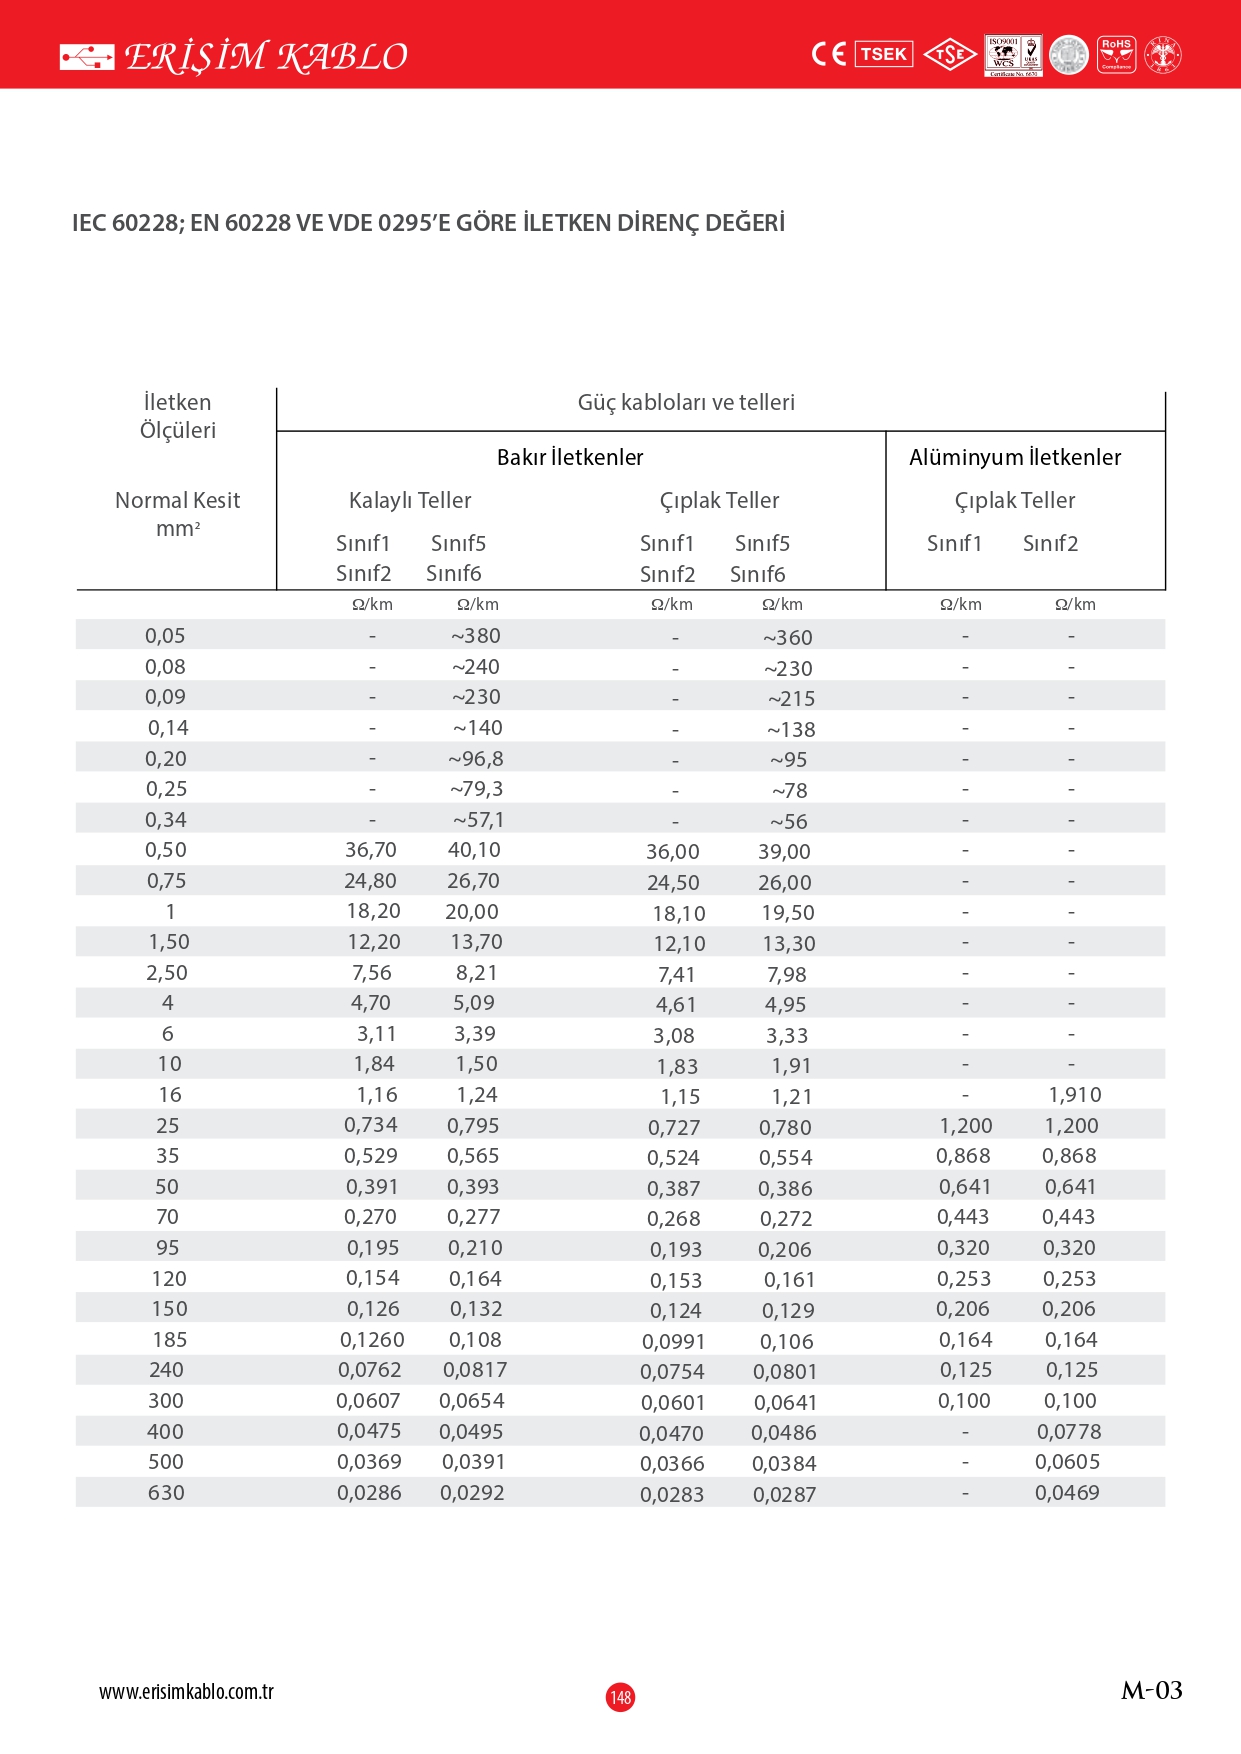 ERİŞİM KABLO
CE TSEK TSE ISO9001 WCS UKAS Certificate No. 6670 RoHS Compliance
IEC 60228; EN 60228 VE VDE 0295’E GÖRE İLETKEN DİRENÇ DEĞERİ
İletken Güç kabloları ve telleri
Ölçüleri
Bakır İletkenler Alüminyum İletkenler
Normal Kesit Kalaylı Teller Çıplak Teller Çıplak Teller
mm²
Sınıf1 Sınıf5 Sınıf1 Sınıf5 Sınıf1 Sınıf2
Sınıf2 Sınıf6 Sınıf2 Sınıf6
Ω/km Ω/km Ω/km Ω/km Ω/km Ω/km
0,05 - ~380 - ~360 - -
0,08 - ~240 - ~230 - -
0,09 - ~230 - ~215 - -
0,14 - ~140 - ~138 - -
0,20 - ~96,8 - ~95 - -
0,25 - ~79,3 - ~78 - -
0,34 - ~57,1 - ~56 - -
0,50 36,70 40,10 36,00 39,00 - -
0,75 24,80 26,70 24,50 26,00 - -
1 18,20 20,00 18,10 19,50 - -
1,50 12,20 13,70 12,10 13,30 - -
2,50 7,56 8,21 7,41 7,98 - -
4 4,70 5,09 4,61 4,95 - -
6 3,11 3,39 3,08 3,33 - -
10 1,84 1,50 1,83 1,91 - -
16 1,16 1,24 1,15 1,21 - 1,910
25 0,734 0,795 0,727 0,780 1,200 1,200
35 0,529 0,565 0,524 0,554 0,868 0,868
50 0,391 0,393 0,387 0,386 0,641 0,641
70 0,270 0,277 0,268 0,272 0,443 0,443
95 0,195 0,210 0,193 0,206 0,320 0,320
120 0,154 0,164 0,153 0,161 0,253 0,253
150 0,126 0,132 0,124 0,129 0,206 0,206
185 0,1260 0,108 0,0991 0,106 0,164 0,164
240 0,0762 0,0817 0,0754 0,0801 0,125 0,125
300 0,0607 0,0654 0,0601 0,0641 0,100 0,100
400 0,0475 0,0495 0,0470 0,0486 - 0,0778
500 0,0369 0,0391 0,0366 0,0384 - 0,0605
630 0,0286 0,0292 0,0283 0,0287 - 0,0469
www.erisimkablo.com.tr 148 M-03